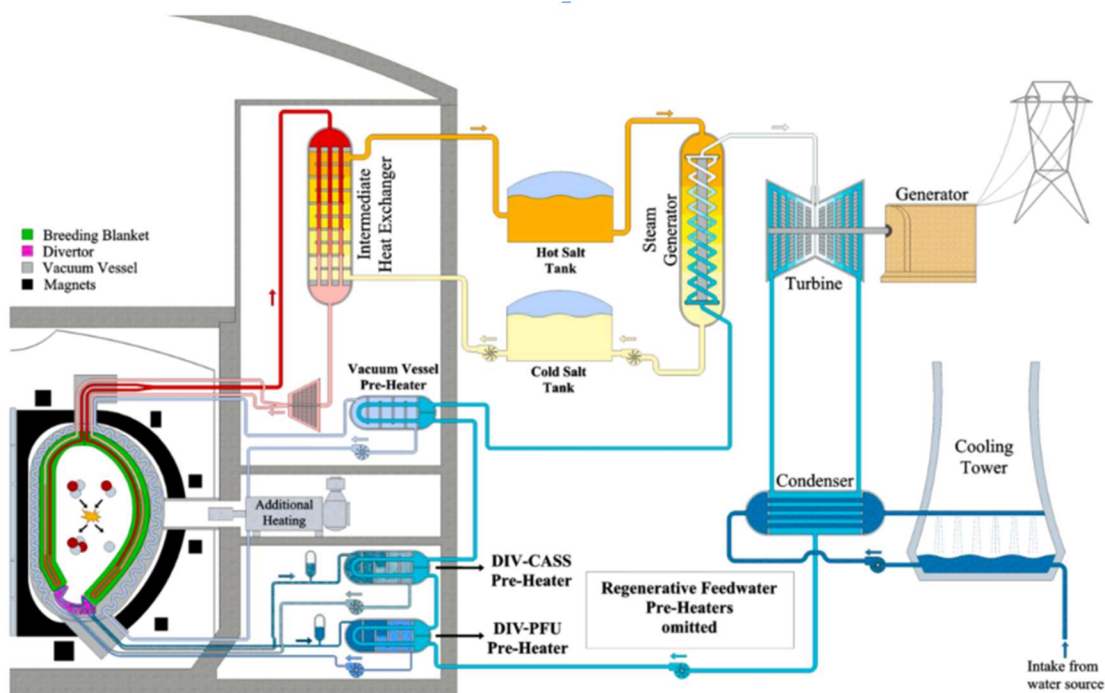 Breeding Blanket
Divertor
Vacuum Vessel
Magnets
Intermediate
Heat Exchanger
Hot Salt
Tank
Cold Salt
Tank
Steam
Generator
Turbine
Generator
Vacuum Vessel
Pre-Heater
Additional
Heating
DIV-CASS
Pre-Heater
DIV-PFU
Pre-Heater
Regenerative Feedwater
Pre-Heaters
omitted
Condenser
Cooling
Tower
Intake from
water source